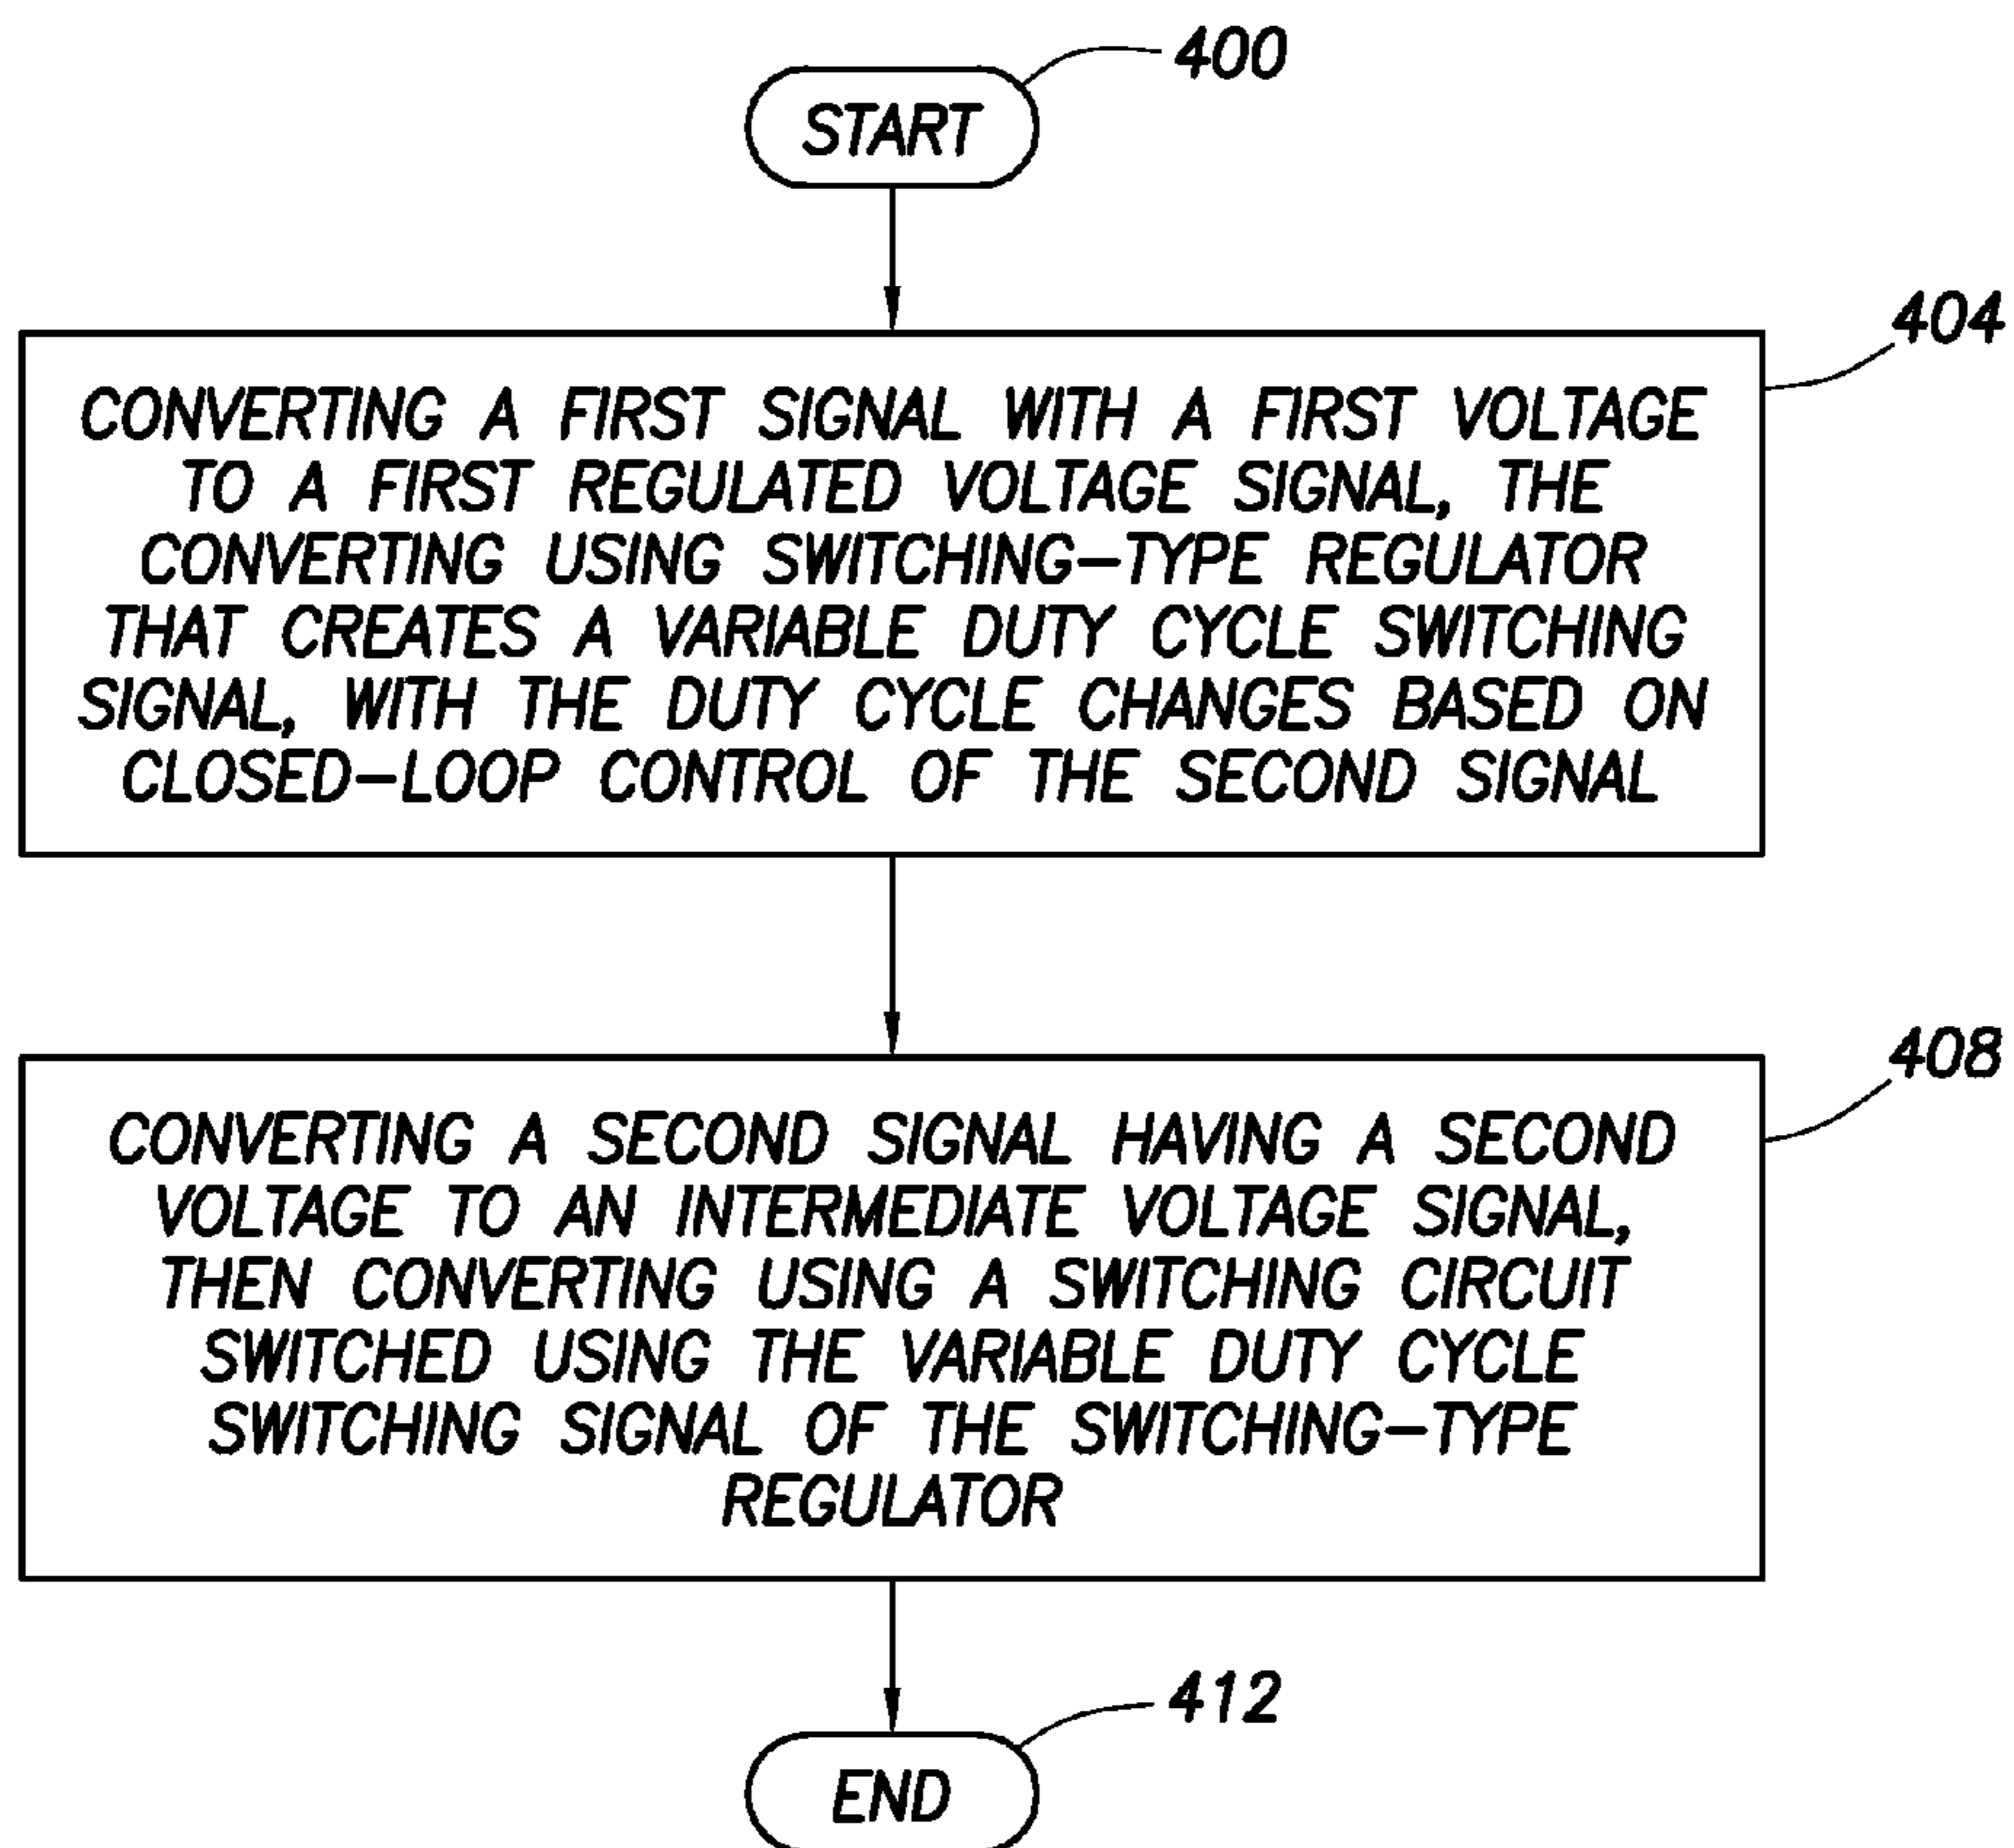 400
START
404
CONVERTING A FIRST SIGNAL WITH A FIRST VOLTAGE
TO A FIRST REGULATED VOLTAGE SIGNAL, THE
CONVERTING USING SWITCHING-TYPE REGULATOR
THAT CREATES A VARIABLE DUTY CYCLE SWITCHING
SIGNAL, WITH THE DUTY CYCLE CHANGES BASED ON
CLOSED-LOOP CONTROL OF THE SECOND SIGNAL
408
CONVERTING A SECOND SIGNAL HAVING A SECOND
VOLTAGE TO AN INTERMEDIATE VOLTAGE SIGNAL,
THEN CONVERTING USING A SWITCHING CIRCUIT
SWITCHED USING THE VARIABLE DUTY CYCLE
SWITCHING SIGNAL OF THE SWITCHING-TYPE
REGULATOR
412
END